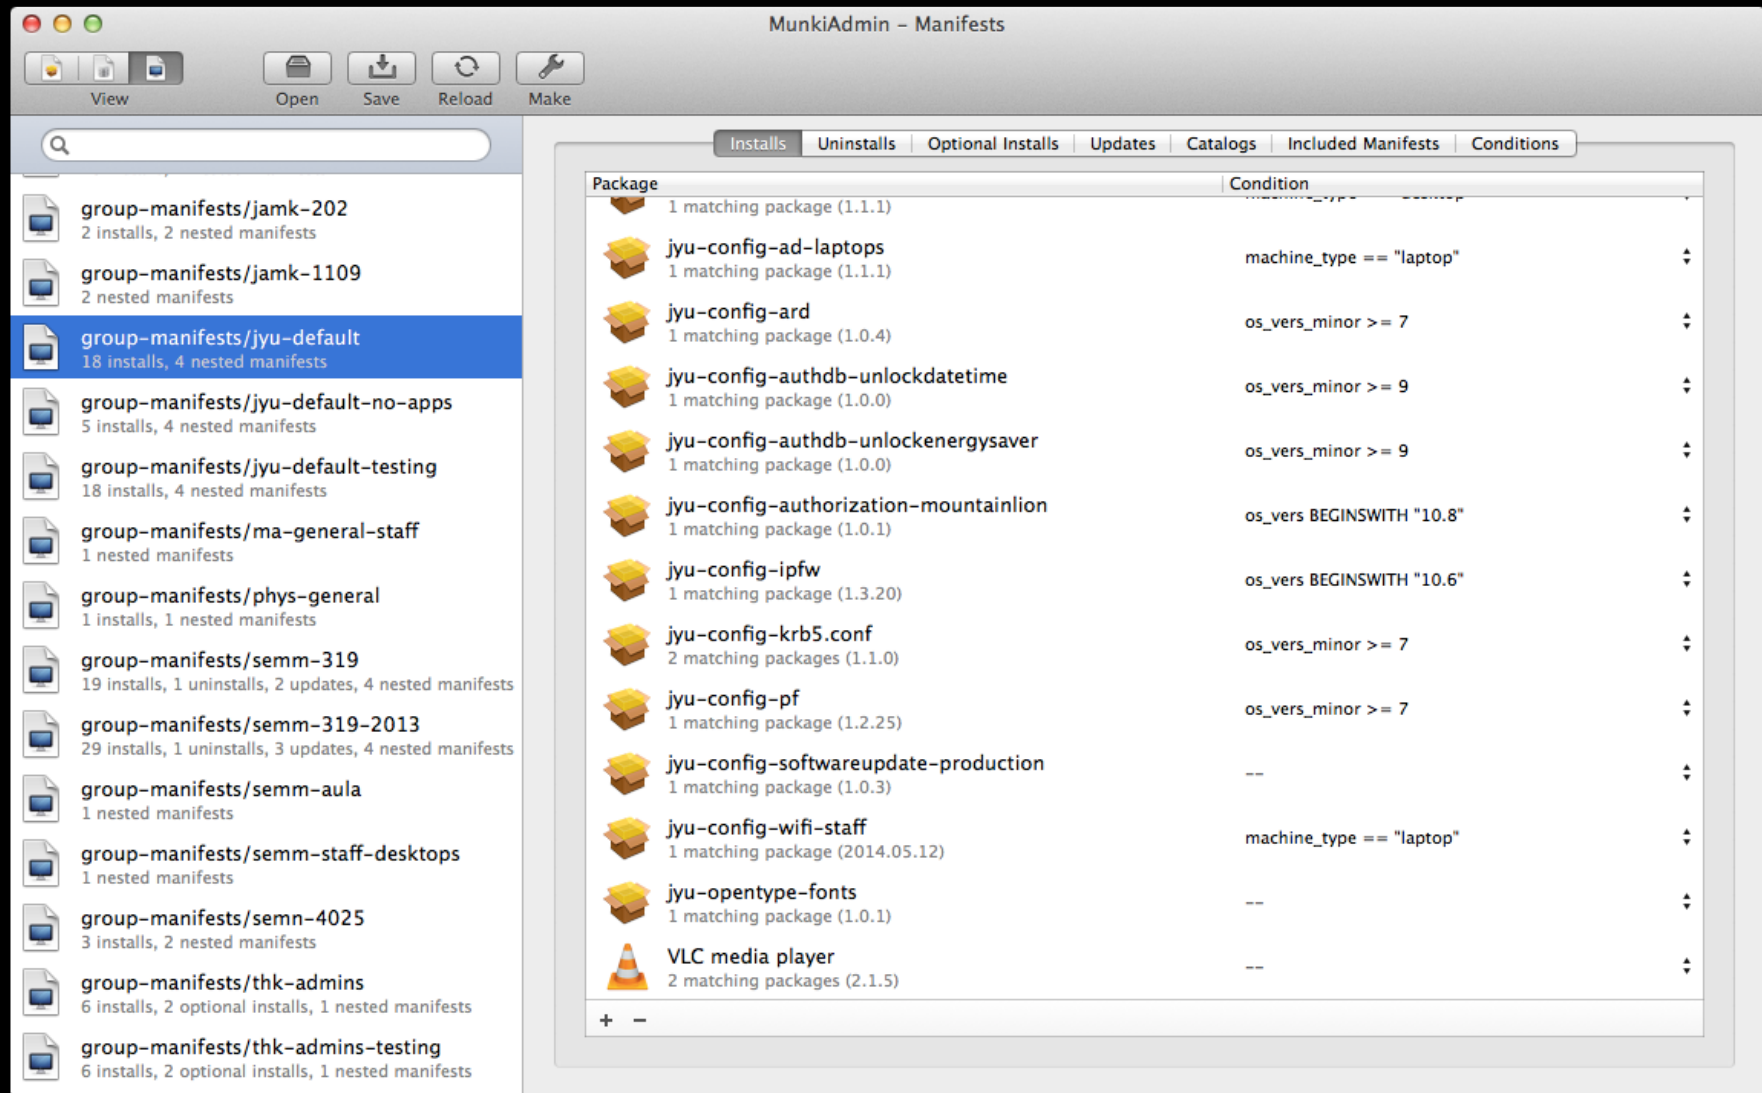 MunkiAdmin – Manifests
View
Open
Save
Reload
Make
group-manifests/jamk-202
2 installs, 2 nested manifests
group-manifests/jamk-1109
2 nested manifests
group-manifests/jyu-default
18 installs, 4 nested manifests
group-manifests/jyu-default-no-apps
5 installs, 4 nested manifests
group-manifests/jyu-default-testing
18 installs, 4 nested manifests
group-manifests/ma-general-staff
1 nested manifests
group-manifests/phys-general
1 installs, 1 nested manifests
group-manifests/semm-319
19 installs, 1 uninstalls, 2 updates, 4 nested manifests
group-manifests/semm-319-2013
29 installs, 1 uninstalls, 3 updates, 4 nested manifests
group-manifests/semm-aula
1 nested manifests
group-manifests/semm-staff-desktops
1 nested manifests
group-manifests/semn-4025
3 installs, 2 nested manifests
group-manifests/thk-admins
6 installs, 2 optional installs, 1 nested manifests
group-manifests/thk-admins-testing
6 installs, 2 optional installs, 1 nested manifests
Installs Uninstalls Optional Installs Updates Catalogs Included Manifests Conditions
Package Condition
1 matching package (1.1.1)
jyu-config-ad-laptops
1 matching package (1.1.1)
machine_type == "laptop"
jyu-config-ard
1 matching package (1.0.4)
os_vers_minor >= 7
jyu-config-authdb-unlockdatetime
1 matching package (1.0.0)
os_vers_minor >= 9
jyu-config-authdb-unlockenergysaver
1 matching package (1.0.0)
os_vers_minor >= 9
jyu-config-authorization-mountainlion
1 matching package (1.0.1)
os_vers BEGINSWITH "10.8"
jyu-config-ipfw
1 matching package (1.3.20)
os_vers BEGINSWITH "10.6"
jyu-config-krb5.conf
2 matching packages (1.1.0)
os_vers_minor >= 7
jyu-config-pf
1 matching package (1.2.25)
os_vers_minor >= 7
jyu-config-softwareupdate-production
1 matching package (1.0.3)
--
jyu-config-wifi-staff
1 matching package (2014.05.12)
machine_type == "laptop"
jyu-opentype-fonts
1 matching package (1.0.1)
--
VLC media player
2 matching packages (2.1.5)
--